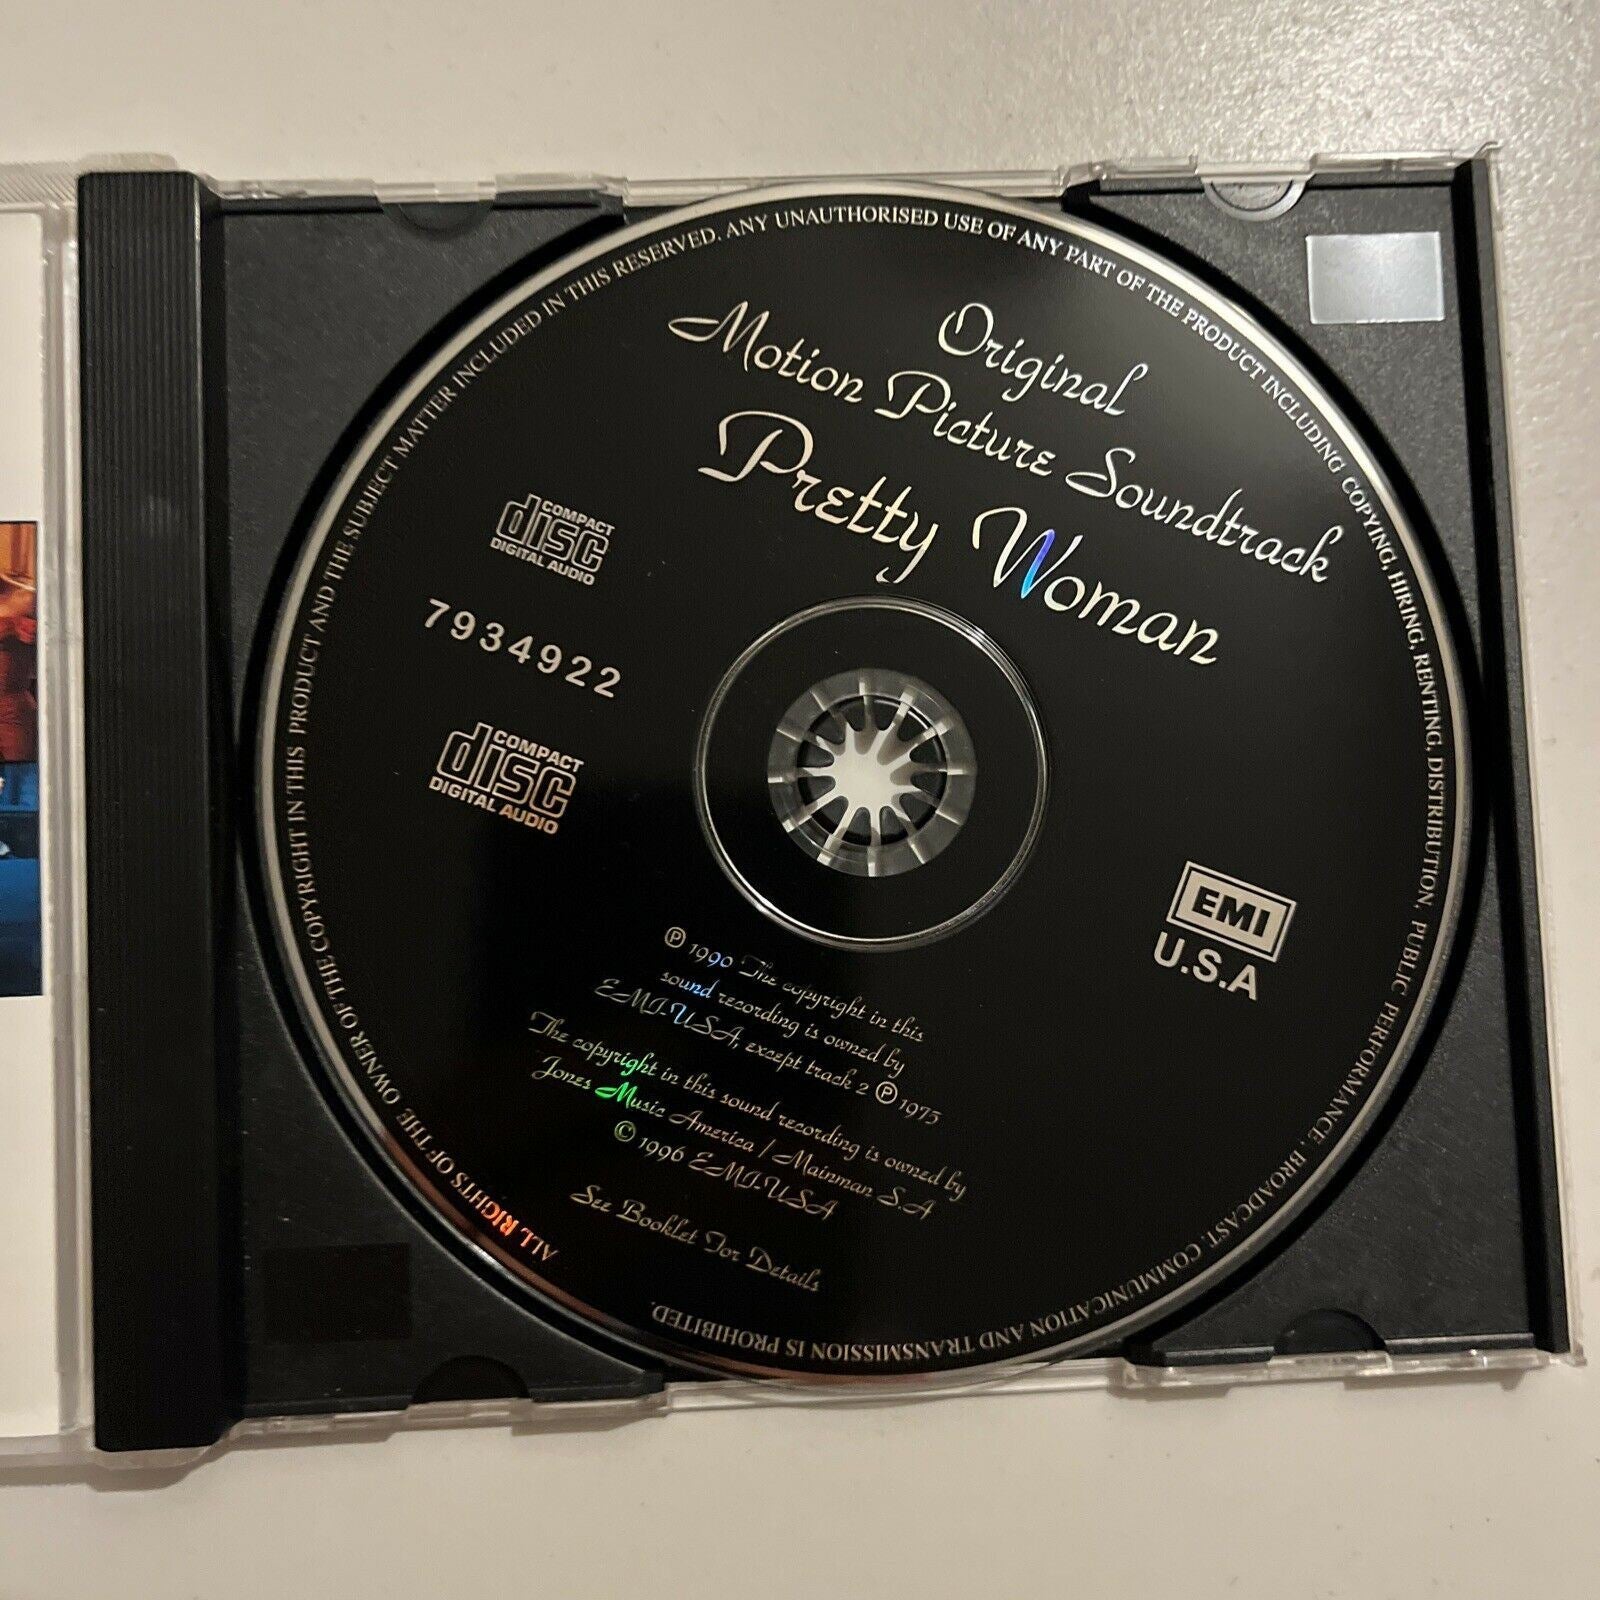 Original
Motion Picture Soundtrack
Pretty Woman
COMPACT
disc
DIGITAL AUDIO
7934922
COMPACT
disc
DIGITAL AUDIO
EMI
U.S.A
℗ 1990 The copyright in this
sound recording is owned by
EMI.USA, except track 2 ℗ 1975
The copyright in this sound recording is owned by
Jones Music America / Mainman S.A
© 1996 EMI.USA
See Booklet For Details
ALL RIGHTS OF THE OWNER OF THE COPYRIGHT IN THIS PRODUCT AND THE SUBJECT MATTER INCLUDED IN THIS RESERVED. ANY UNAUTHORISED USE OF ANY PART OF THE PRODUCT INCLUDING COPYING, HIRING, RENTING, DISTRIBUTION, PUBLIC PERFORMANCE, BROADCAST, COMMUNICATION AND TRANSMISSION IS PROHIBITED.